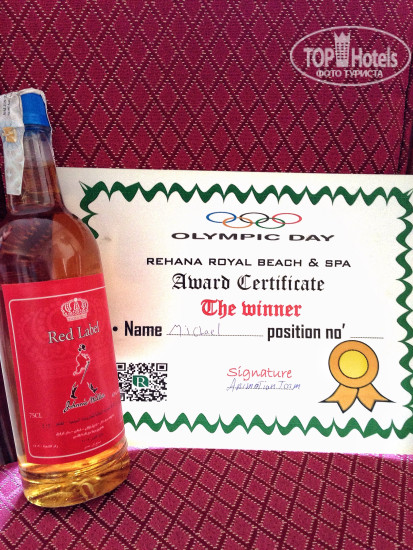 TOP Hotels
ФОТО ТУРИСТА
OLYMPIC DAY
REHANA ROYAL BEACH & SPA
Award Certificate
The winner
• Name Michael position no'
Signature
Animation Team
R
Red Label
75CL